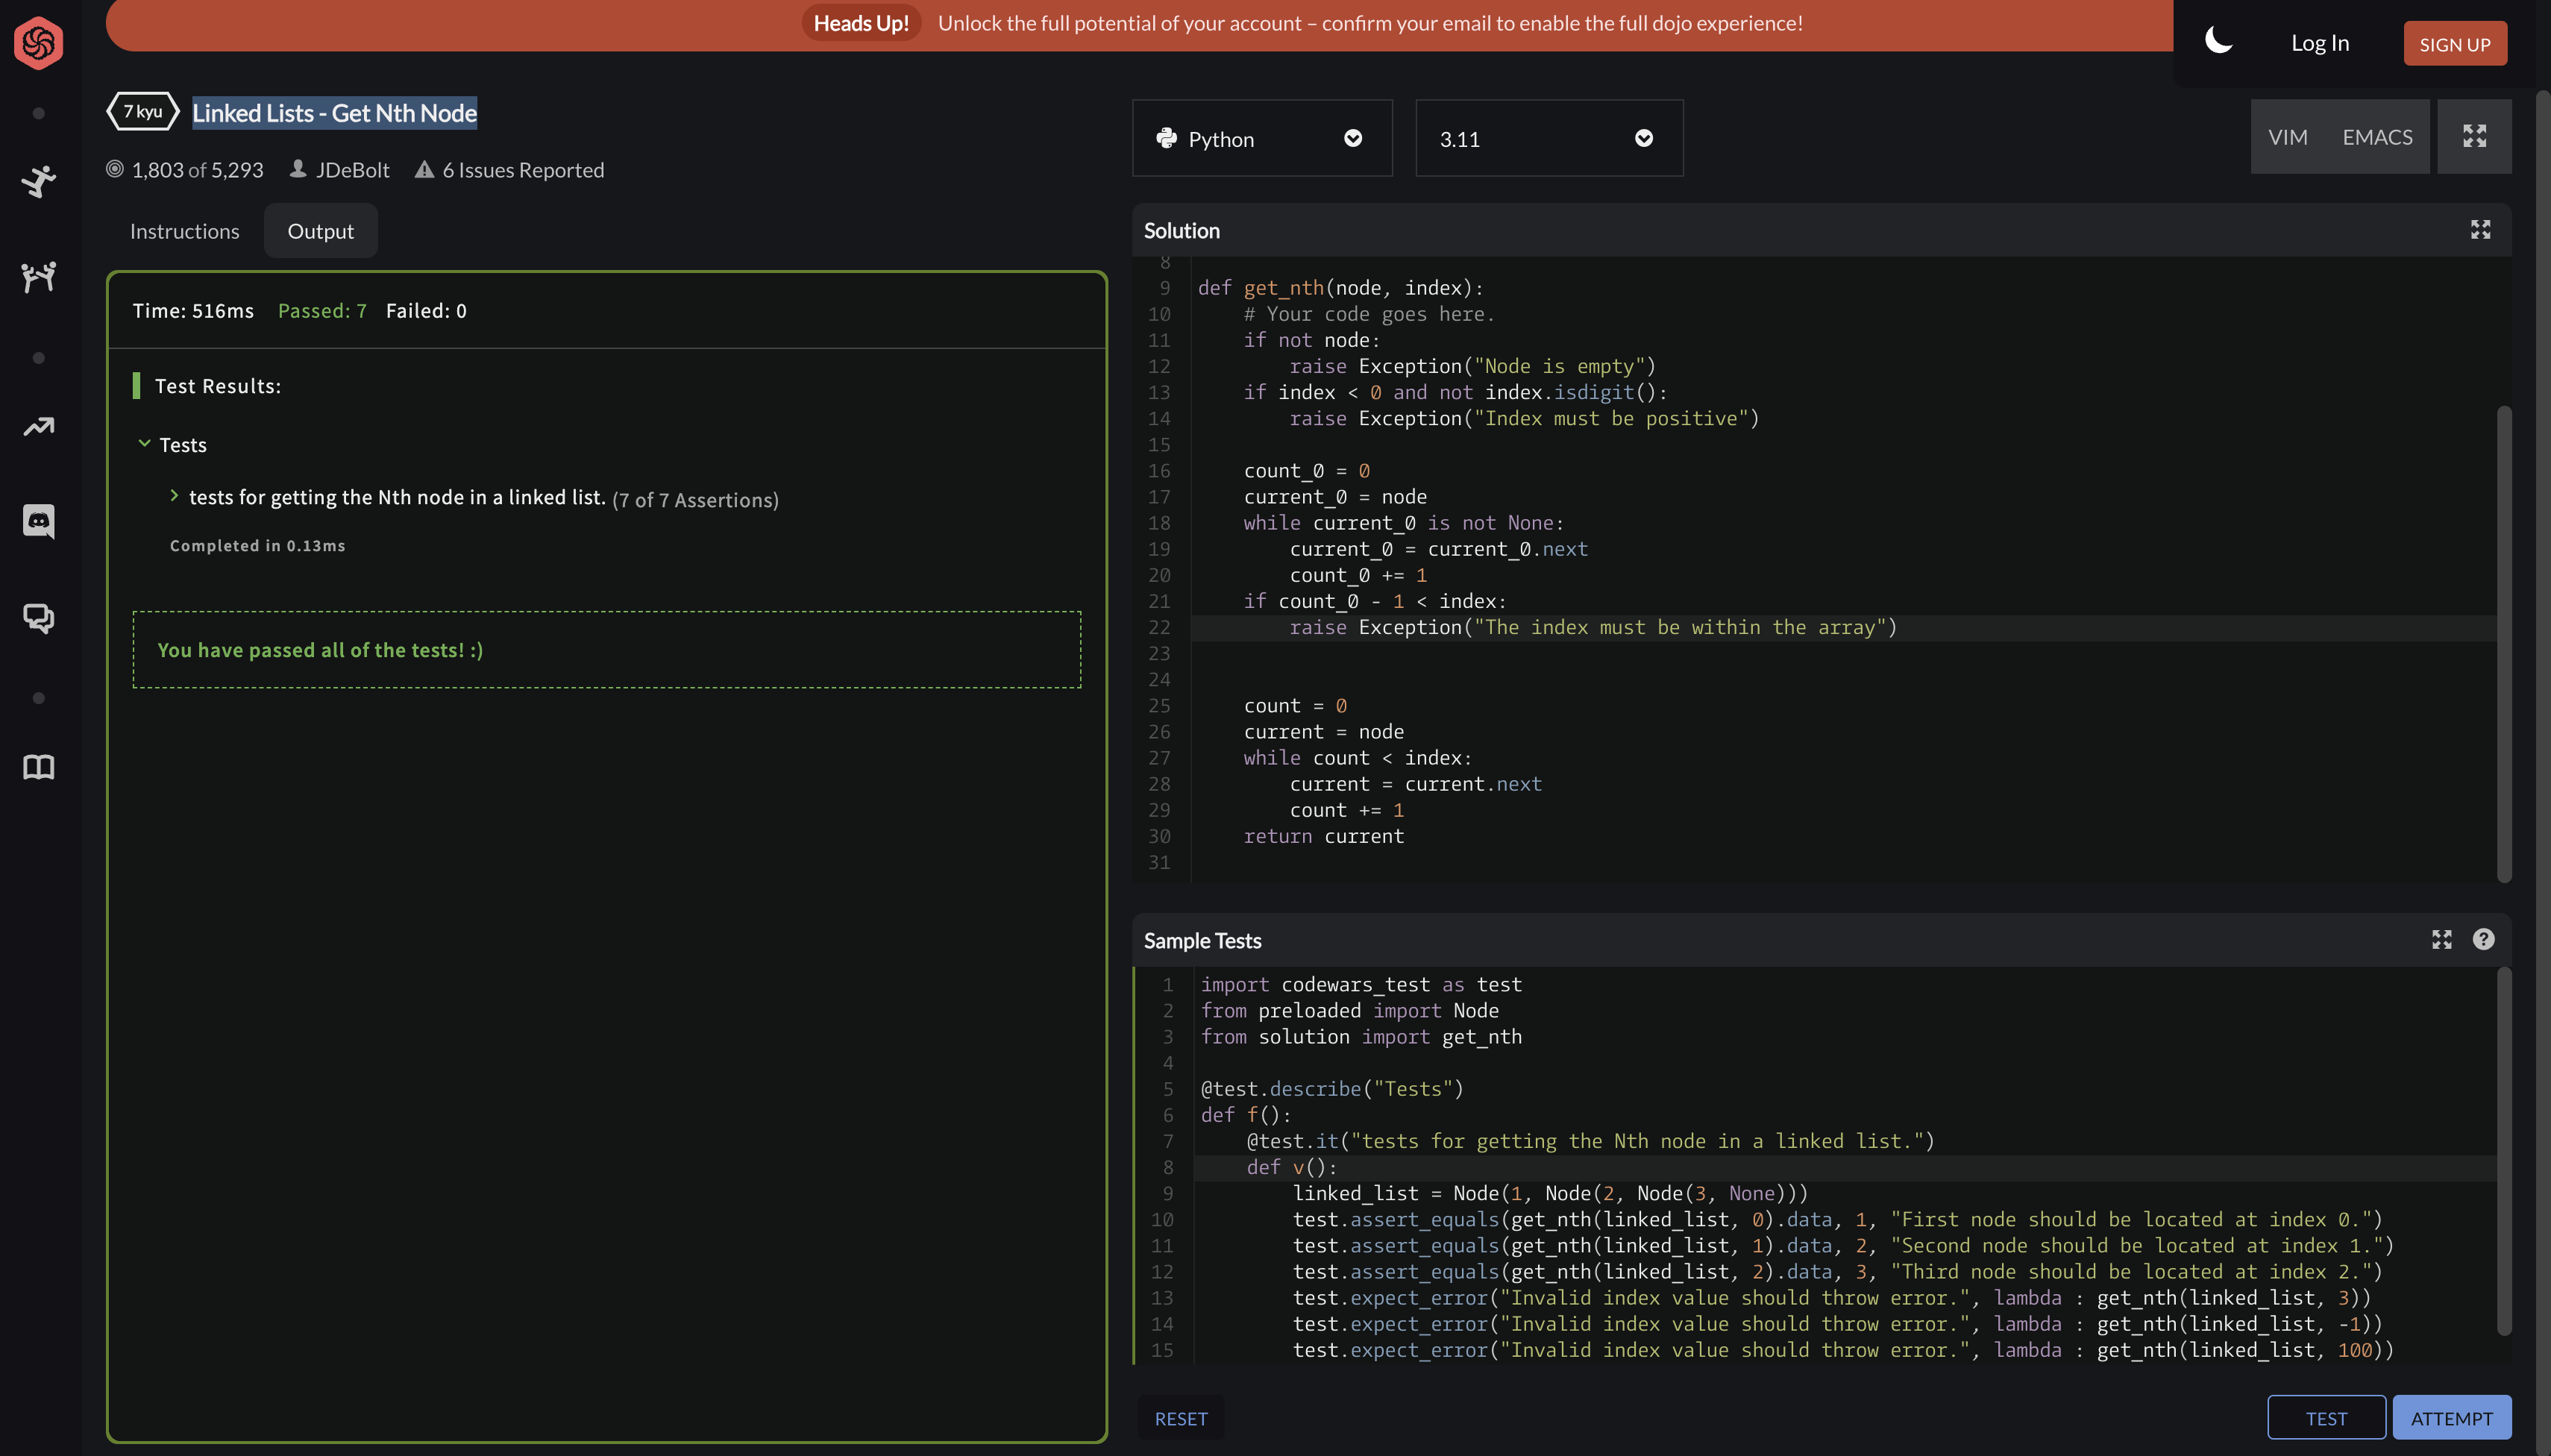 Heads Up! Unlock the full potential of your account – confirm your email to enable the full dojo experience!
Log In
SIGN UP
7 kyu
Linked Lists - Get Nth Node
1,803 of 5,293
JDeBolt
6 Issues Reported
Instructions
Output
Time: 516ms Passed: 7 Failed: 0
Test Results:
Tests
tests for getting the Nth node in a linked list. (7 of 7 Assertions)
Completed in 0.13ms
You have passed all of the tests! :)
Python
3.11
VIM
EMACS
Solution
8
9 def get_nth(node, index):
10     # Your code goes here.
11     if not node:
12         raise Exception("Node is empty")
13     if index < 0 and not index.isdigit():
14         raise Exception("Index must be positive")
15
16     count_0 = 0
17     current_0 = node
18     while current_0 is not None:
19         current_0 = current_0.next
20         count_0 += 1
21     if count_0 - 1 < index:
22         raise Exception("The index must be within the array")
23
24
25     count = 0
26     current = node
27     while count < index:
28         current = current.next
29         count += 1
30     return current
31
Sample Tests
?
1 import codewars_test as test
2 from preloaded import Node
3 from solution import get_nth
4
5 @test.describe("Tests")
6 def f():
7     @test.it("tests for getting the Nth node in a linked list.")
8     def v():
9         linked_list = Node(1, Node(2, Node(3, None)))
10         test.assert_equals(get_nth(linked_list, 0).data, 1, "First node should be located at index 0.")
11         test.assert_equals(get_nth(linked_list, 1).data, 2, "Second node should be located at index 1.")
12         test.assert_equals(get_nth(linked_list, 2).data, 3, "Third node should be located at index 2.")
13         test.expect_error("Invalid index value should throw error.", lambda : get_nth(linked_list, 3))
14         test.expect_error("Invalid index value should throw error.", lambda : get_nth(linked_list, -1))
15         test.expect_error("Invalid index value should throw error.", lambda : get_nth(linked_list, 100))
RESET
TEST
ATTEMPT